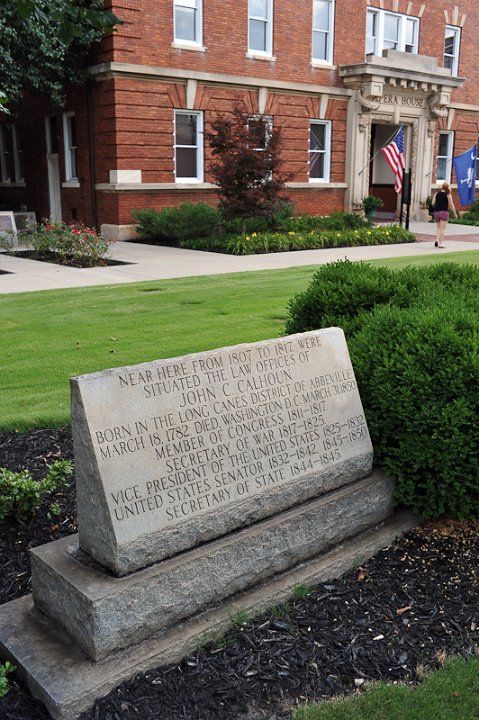 OPERA HOUSE
NEAR HERE FROM 1807 TO 1817 WERE
SITUATED THE LAW OFFICES OF
JOHN C CALHOUN
BORN IN THE LONG CANES DISTRICT OF ABBEVILLE
MARCH 18, 1782 DIED, WASHINGTON D.C. MARCH 31, 1850
MEMBER OF CONGRESS 1811-1817
SECRETARY OF WAR 1817-1825
VICE PRESIDENT OF THE UNITED STATES 1825-1832
UNITED STATES SENATOR 1832-1842 1845-1850
SECRETARY OF STATE 1844-1845